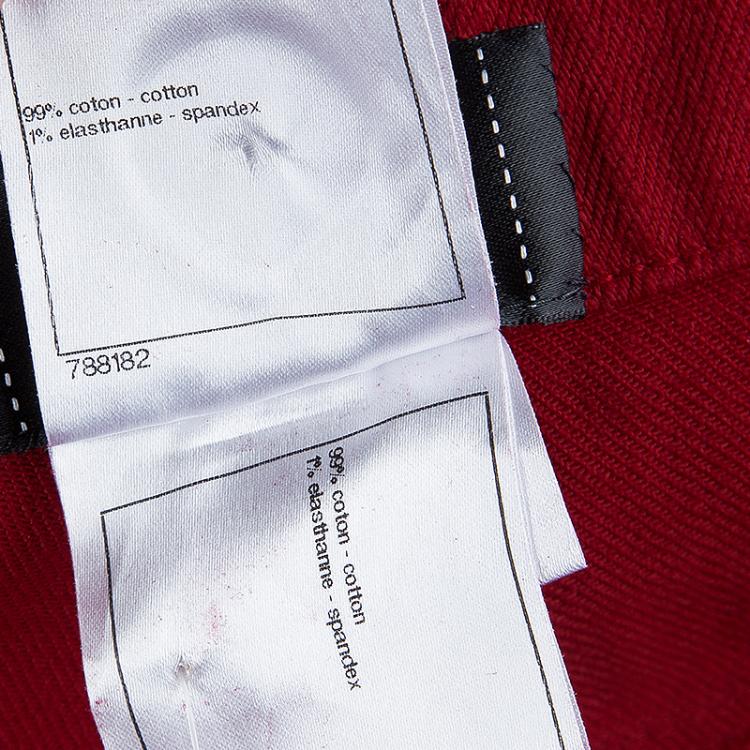 99% coton - cotton
1% elasthanne - spandex
788182
99% coton - cotton
1% elasthanne - spandex